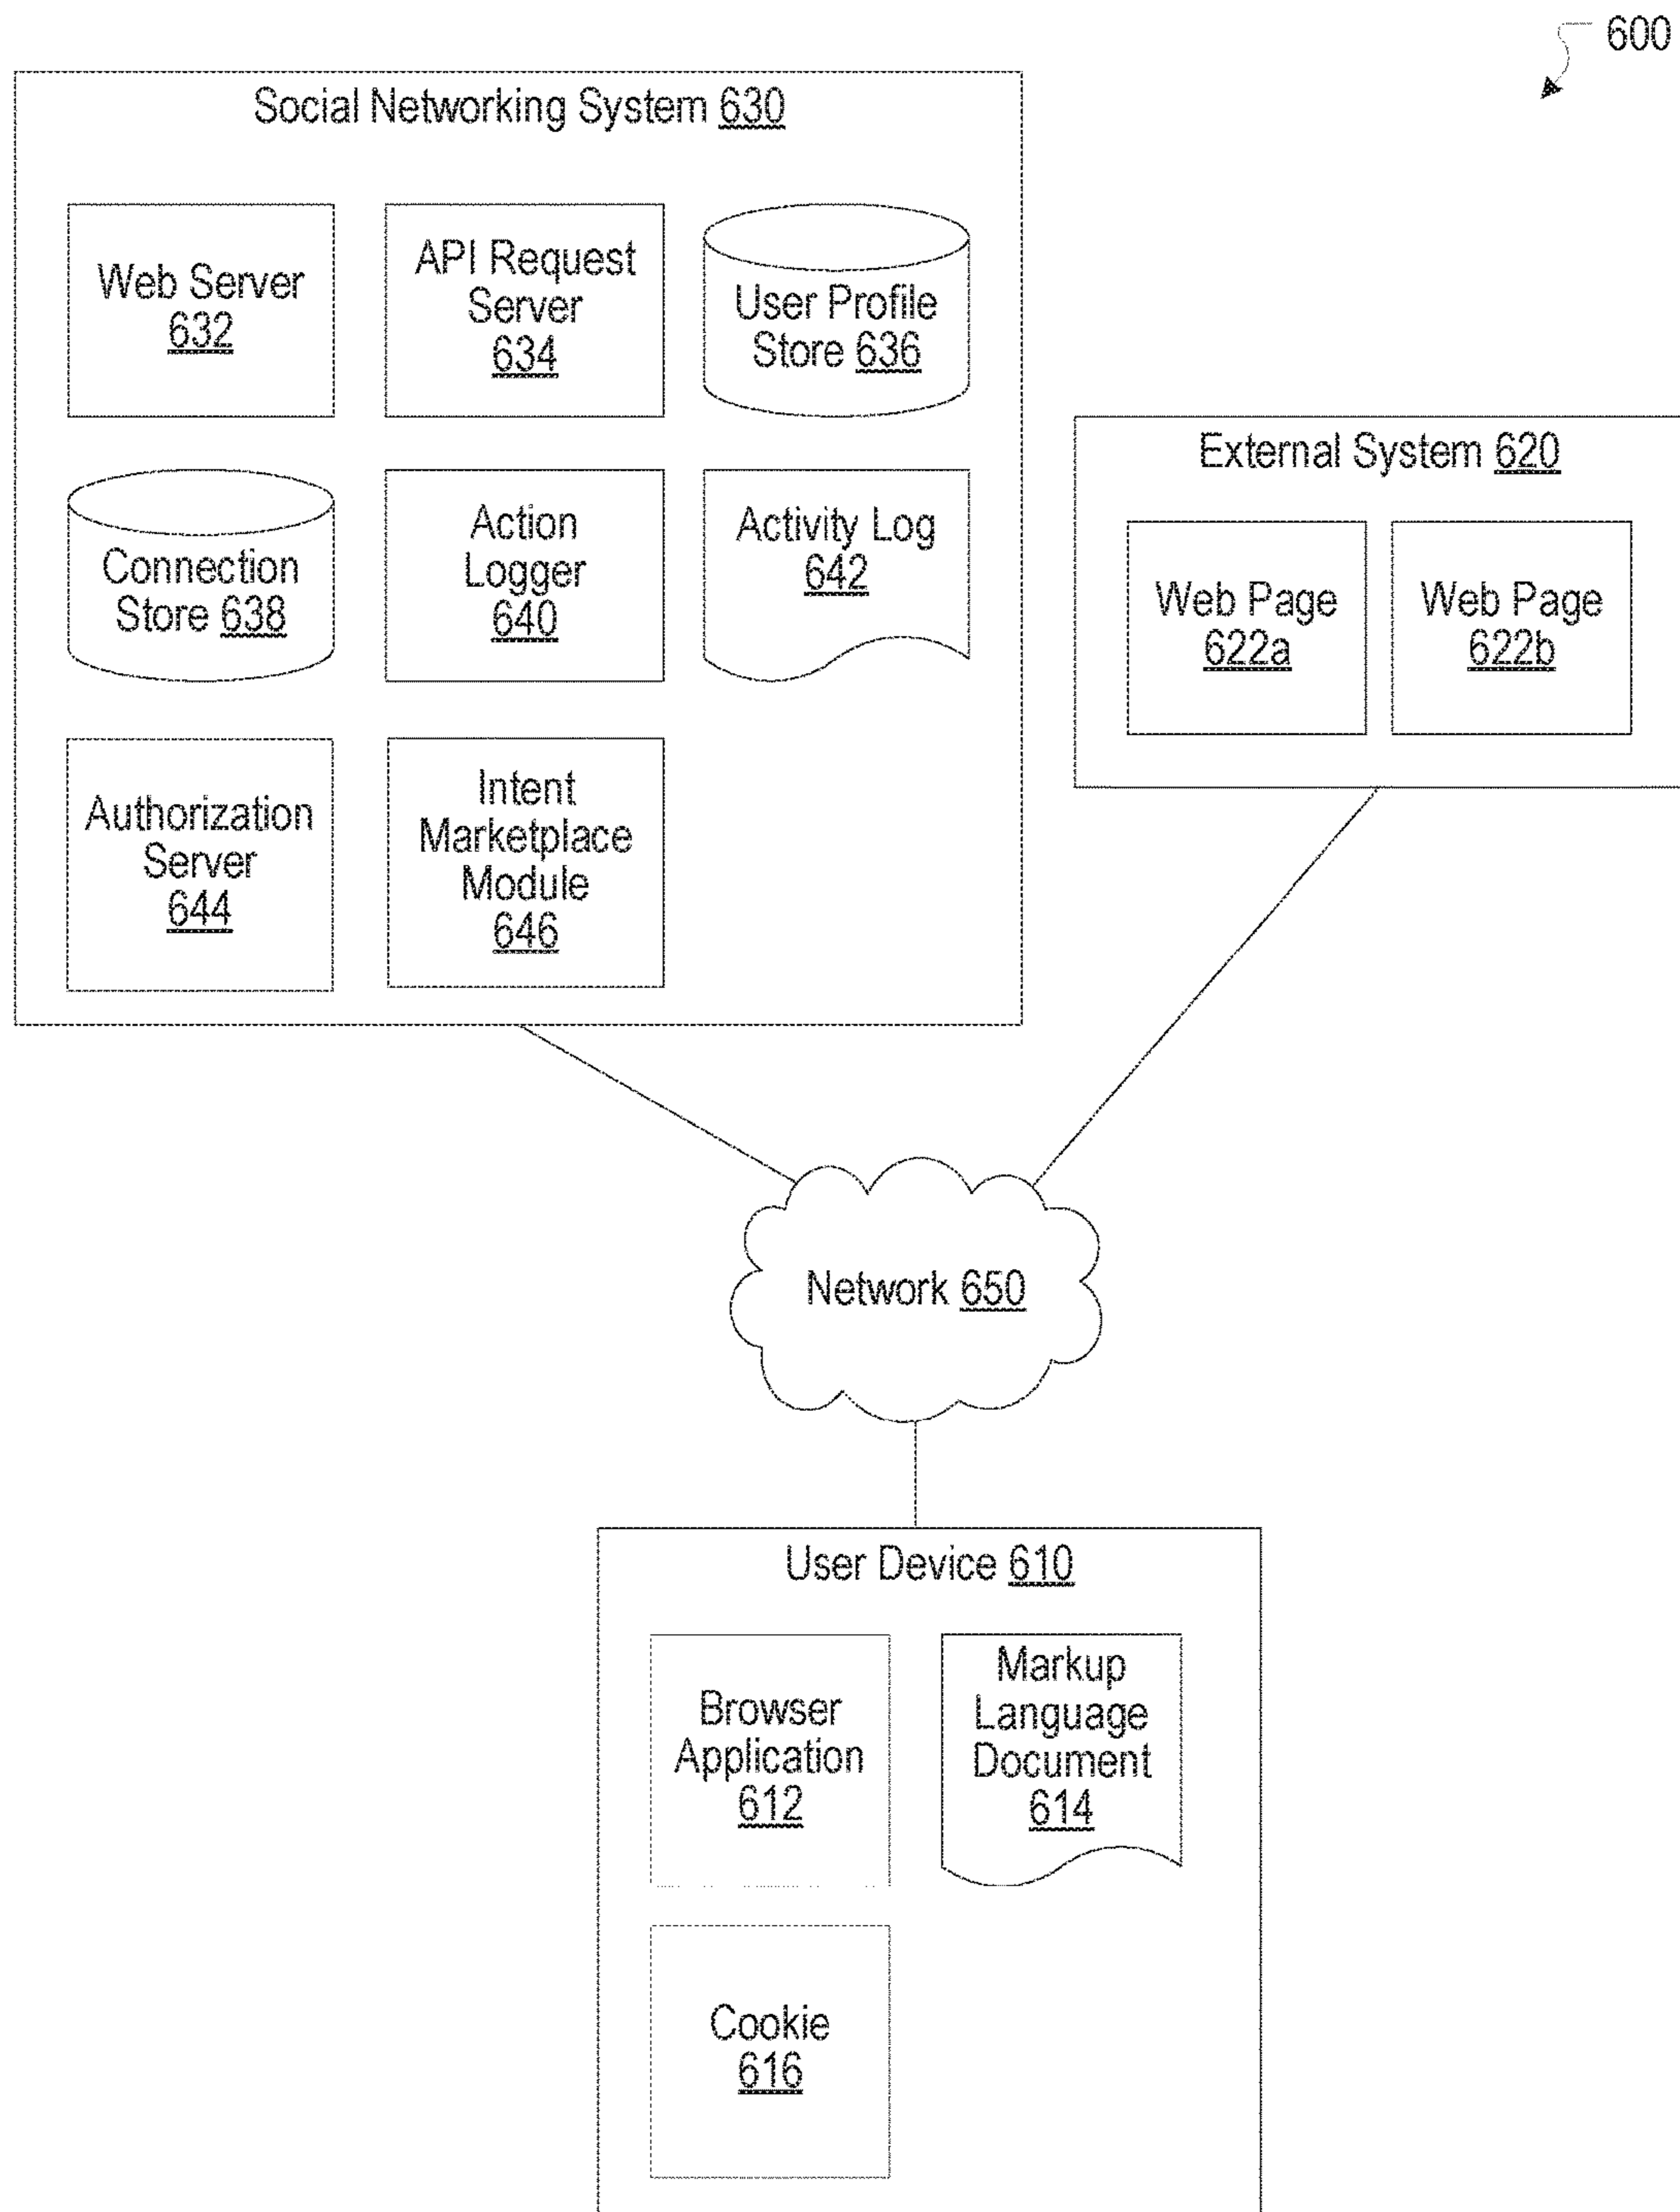 600
Social Networking System 630
Web Server
632
API Request
Server
634
User Profile
Store 636
Connection
Store 638
Action
Logger
640
Activity Log
642
Authorization
Server
644
Intent
Marketplace
Module
646
External System 620
Web Page
622a
Web Page
622b
Network 650
User Device 610
Browser
Application
612
Markup
Language
Document
614
Cookie
616